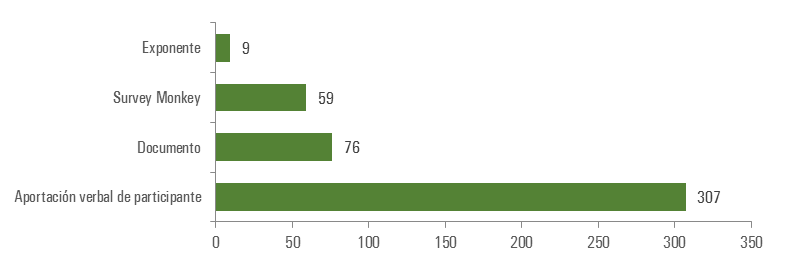 Exponente 9
Survey Monkey 59
Documento 76
Aportación verbal de participante 307
0 50 100 150 200 250 300 350